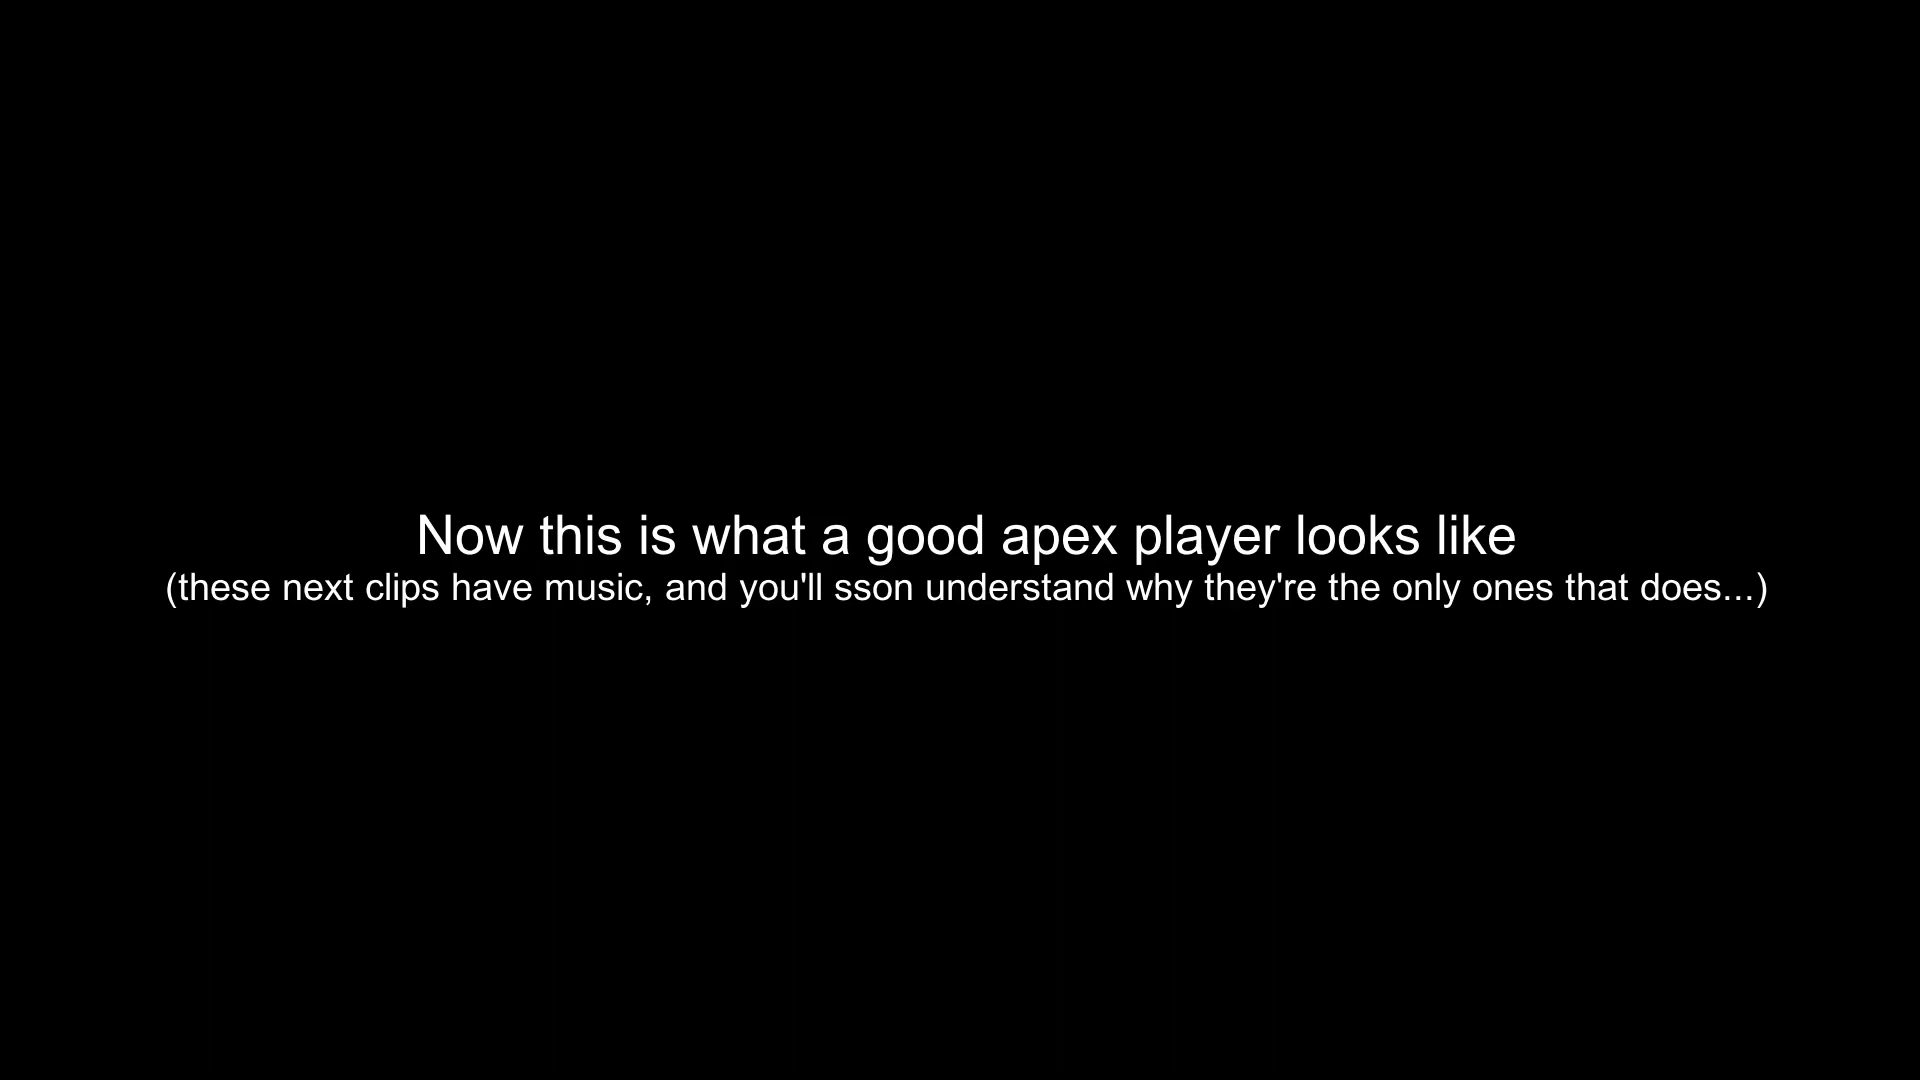 Now this is what a good apex player looks like
(these next clips have music, and you'll sson understand why they're the only ones that does...)